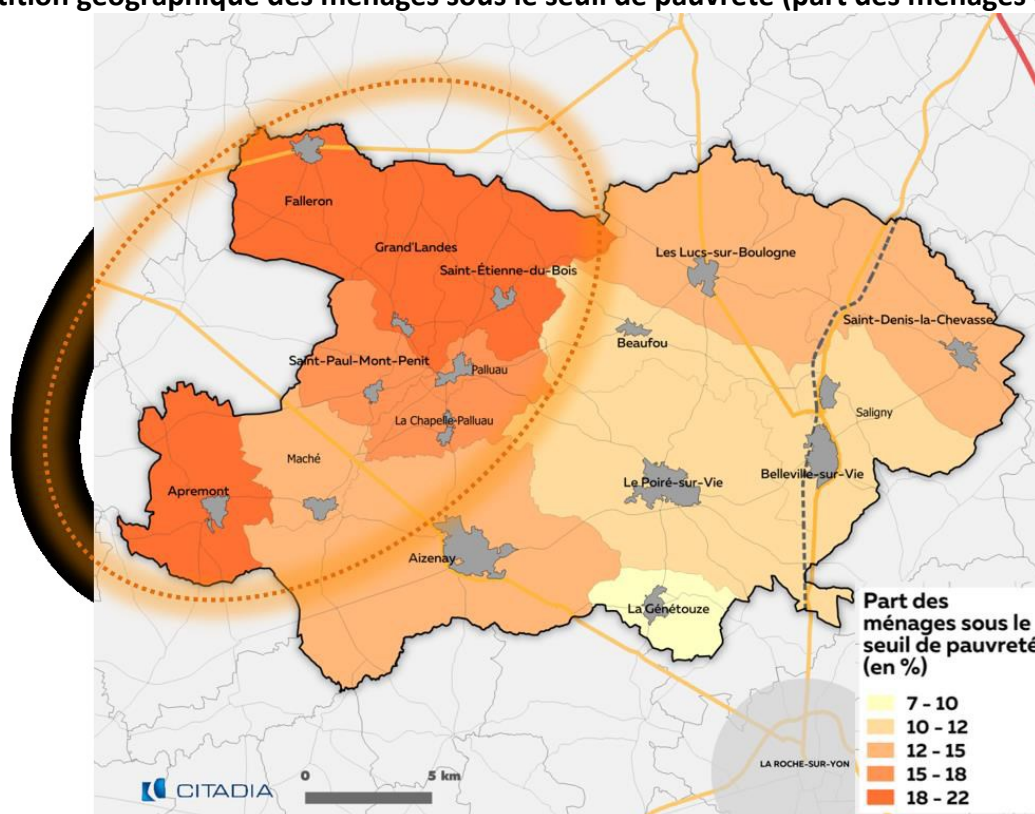 géographique des ménages sous le seuil de pauvreté (part des ménages
Falleron
Grand'Landes
Saint-Étienne-du-Bois
Les Lucs-sur-Boulogne
Saint-Denis-la-Chevasse
Beaufou
Saint-Paul-Mont-Penit
Palluau
La Chapelle-Palluau
Saligny
Maché
Belleville-sur-Vie
Le Poiré-sur-Vie
Apremont
Aizenay
La Génétouze
Part des
ménages sous le
seuil de pauvreté
(en %)
7 - 10
10 - 12
12 - 15
15 - 18
18 - 22
LA ROCHE-SUR-YON
0 5 km
CITADIA